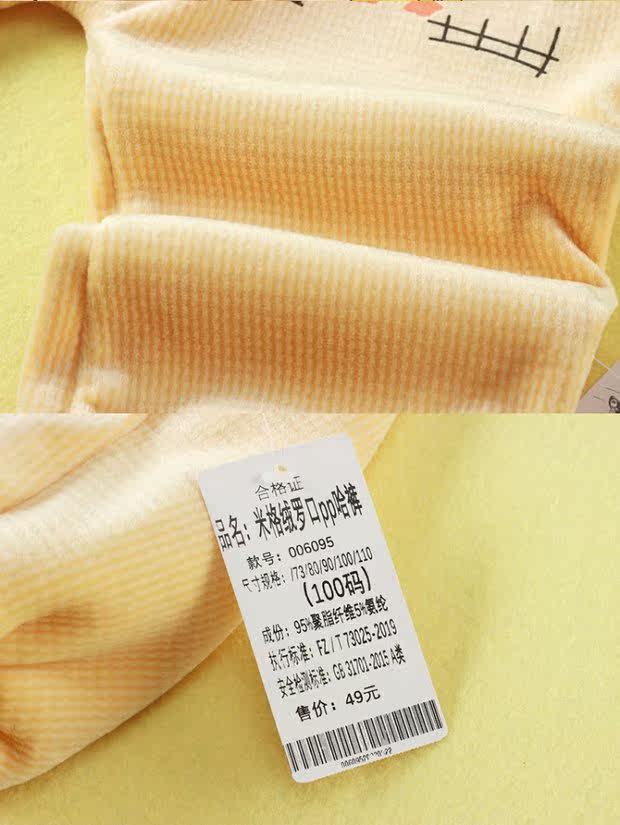 合格证
品名：米格绒罗口pp哈裤
款号：006095
尺寸规格：/73/80/90/100/110
(100码)
成份：95%聚脂纤维5%氨纶
执行标准：FZ/T 73025-2019
安全检测标准：GB 31701-2015 A类
售价：49元